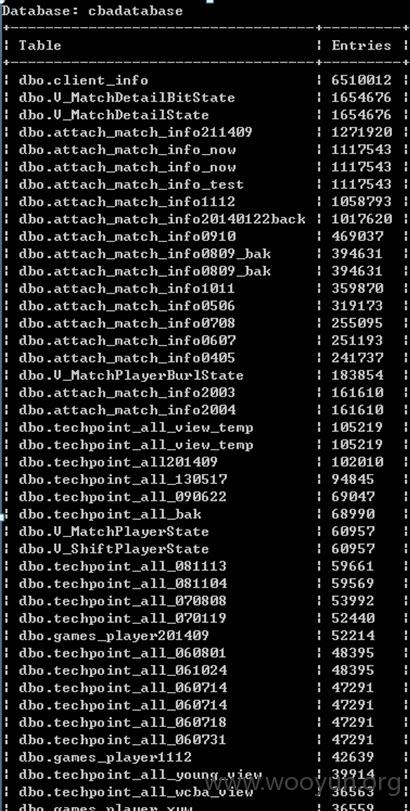 Database: cbadatabase
+--------------------------------+---------+
| Table | Entries |
+--------------------------------+---------+
| dbo.client_info | 6510012
| dbo.V_MatchDetailBitState | 1654676
| dbo.V_MatchDetailState | 1654676
| dbo.attach_match_info211409 | 1271920
| dbo.attach_match_info_now | 1117543
| dbo.attach_match_info_now | 1117543
| dbo.attach_match_info_test | 1117543
| dbo.attach_match_info1112 | 1058793
| dbo.attach_match_info20140122back | 1017620
| dbo.attach_match_info0910 | 469037
| dbo.attach_match_info0809_bak | 394631
| dbo.attach_match_info0809_bak | 394631
| dbo.attach_match_info1011 | 359870
| dbo.attach_match_info0506 | 319173
| dbo.attach_match_info0708 | 255095
| dbo.attach_match_info0607 | 251193
| dbo.attach_match_info0405 | 241737
| dbo.V_MatchPlayerBurlState | 183854
| dbo.attach_match_info2003 | 161610
| dbo.attach_match_info2004 | 161610
| dbo.techpoint_all_view_temp | 105219
| dbo.techpoint_all_view_temp | 105219
| dbo.techpoint_all201409 | 102010
| dbo.techpoint_all_130517 | 94845
| dbo.techpoint_all_090622 | 69047
| dbo.techpoint_all_bak | 68990
| dbo.V_MatchPlayerState | 60957
| dbo.V_ShiftPlayerState | 60957
| dbo.techpoint_all_081113 | 59661
| dbo.techpoint_all_081104 | 59569
| dbo.techpoint_all_070808 | 53992
| dbo.techpoint_all_070119 | 52440
| dbo.games_player201409 | 52214
| dbo.techpoint_all_060801 | 48395
| dbo.techpoint_all_061024 | 48395
| dbo.techpoint_all_060714 | 47291
| dbo.techpoint_all_060714 | 47291
| dbo.techpoint_all_060718 | 47291
| dbo.techpoint_all_060731 | 47291
| dbo.games_player1112 | 42639
| dbo.techpoint_all_young_view | 39914
| dbo.techpoint_all_wcba_view | 36563
| dbo.games_player_xuw | 36553
www.wooyun.org